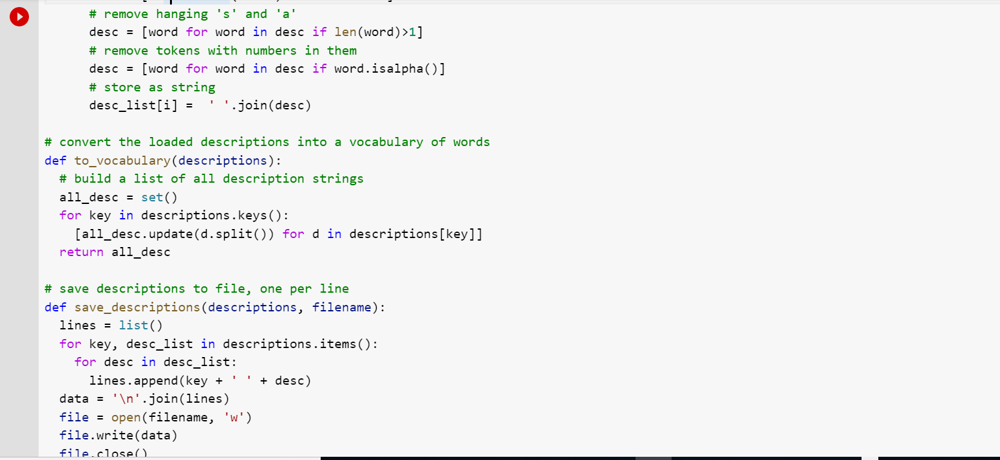 # remove hanging 's' and 'a'
        desc = [word for word in desc if len(word)>1]
        # remove tokens with numbers in them
        desc = [word for word in desc if word.isalpha()]
        # store as string
        desc_list[i] =  ' '.join(desc)

  # convert the loaded descriptions into a vocabulary of words
  def to_vocabulary(descriptions):
    # build a list of all description strings
    all_desc = set()
    for key in descriptions.keys():
      [all_desc.update(d.split()) for d in descriptions[key]]
    return all_desc

  # save descriptions to file, one per line
  def save_descriptions(descriptions, filename):
    lines = list()
    for key, desc_list in descriptions.items():
      for desc in desc_list:
        lines.append(key + ' ' + desc)
    data = '\n'.join(lines)
    file = open(filename, 'w')
    file.write(data)
    file.close()